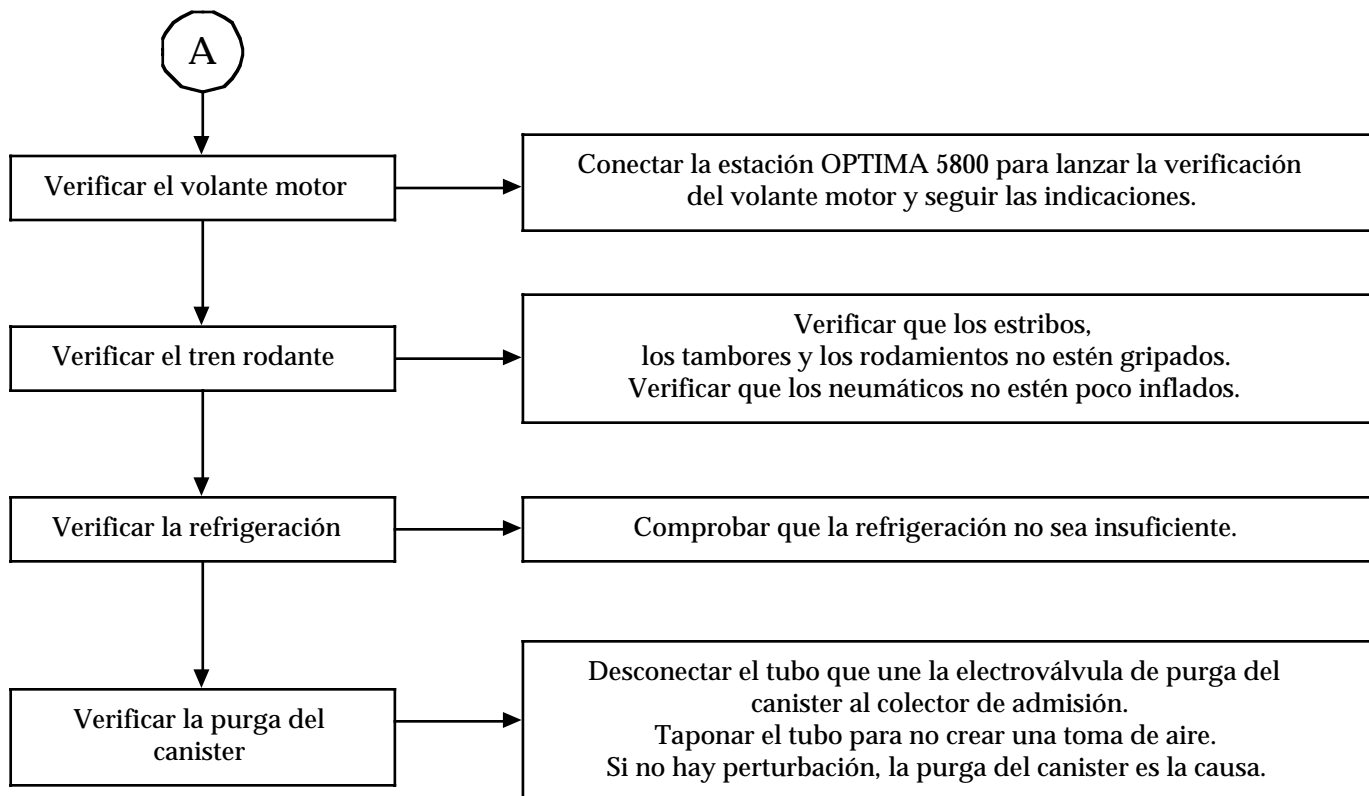 A
Verificar el volante motor
Conectar la estación OPTIMA 5800 para lanzar la verificación
del volante motor y seguir las indicaciones.
Verificar el tren rodante
Verificar que los estribos,
los tambores y los rodamientos no estén gripados.
Verificar que los neumáticos no estén poco inflados.
Verificar la refrigeración
Comprobar que la refrigeración no sea insuficiente.
Verificar la purga del
canister
Desconectar el tubo que une la electroválvula de purga del
canister al colector de admisión.
Taponar el tubo para no crear una toma de aire.
Si no hay perturbación, la purga del canister es la causa.